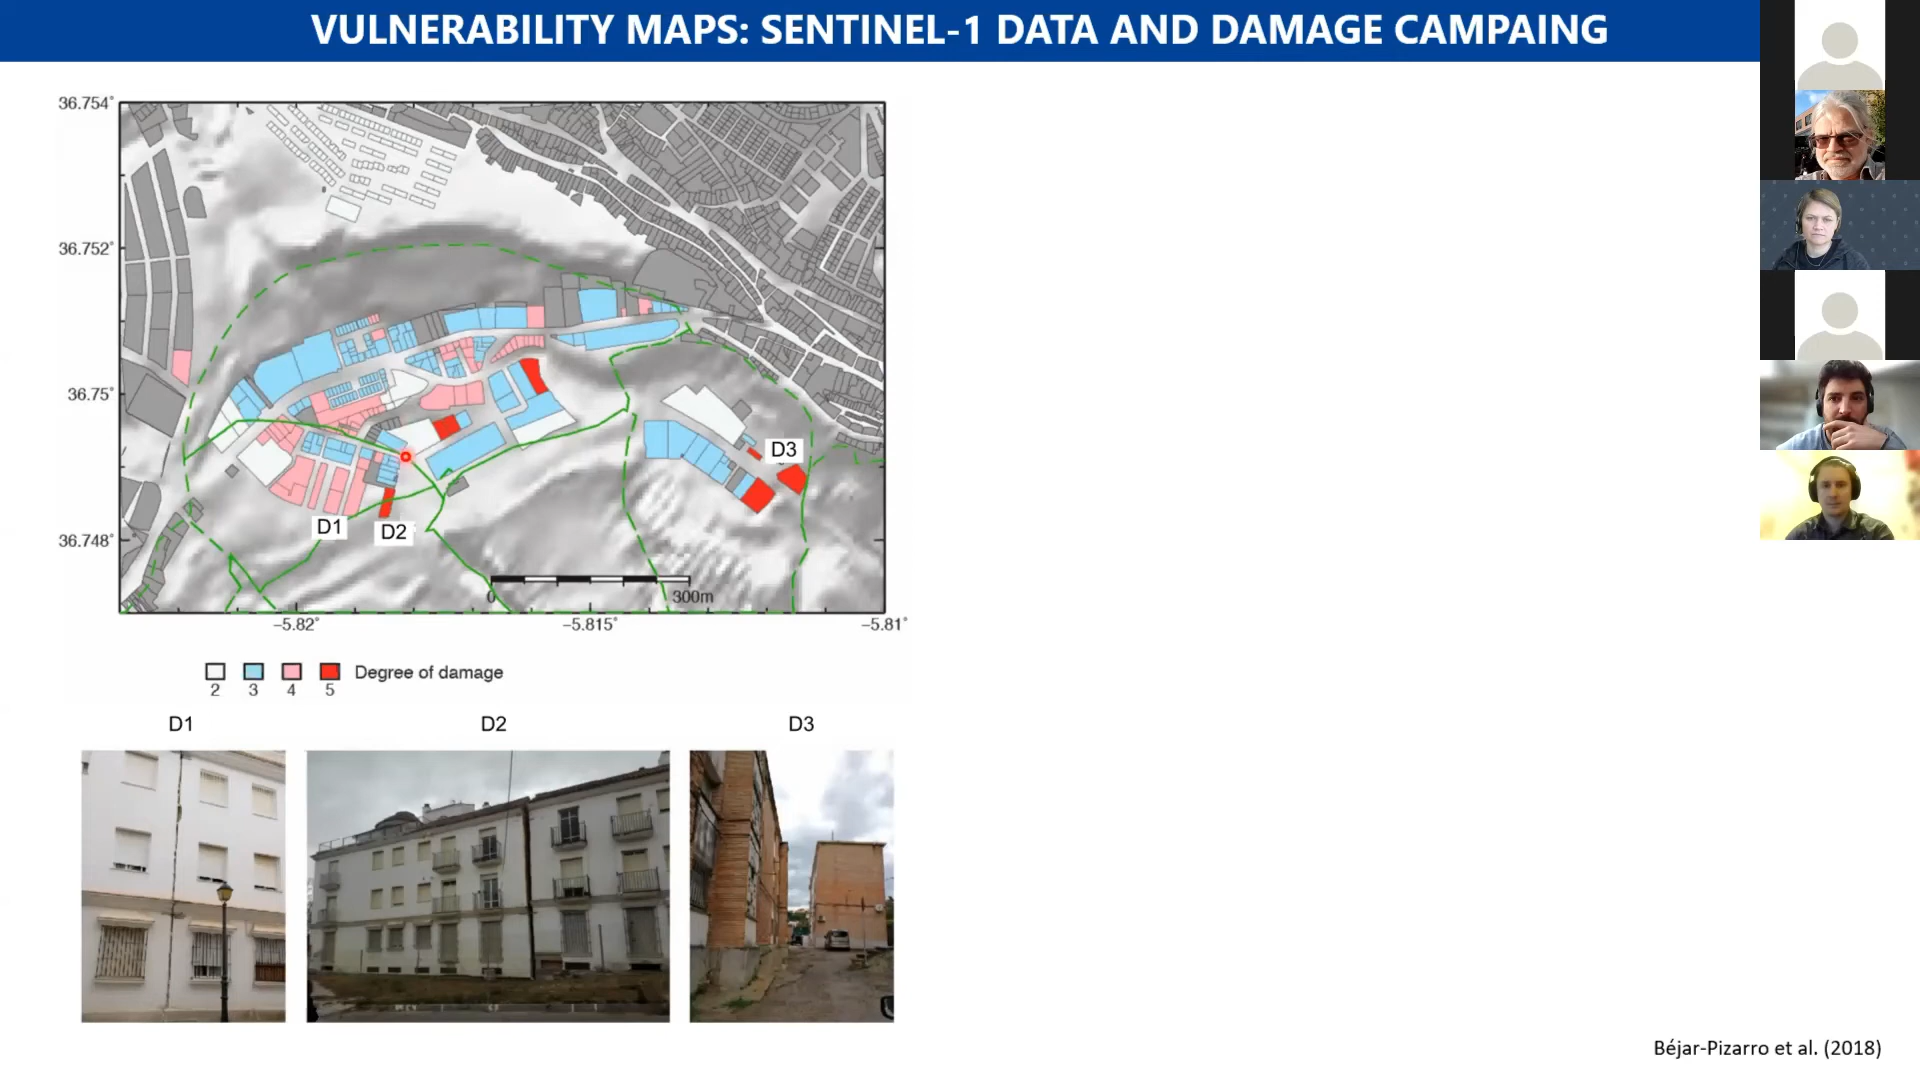 VULNERABILITY MAPS: SENTINEL-1 DATA AND DAMAGE CAMPAING
36.754°
36.752°
36.75°
36.748°
D3
D1
D2
0
300m
−5.82°
−5.815°
−5.81°
Degree of damage
2
3
4
5
D1
D2
D3
Béjar-Pizarro et al. (2018)